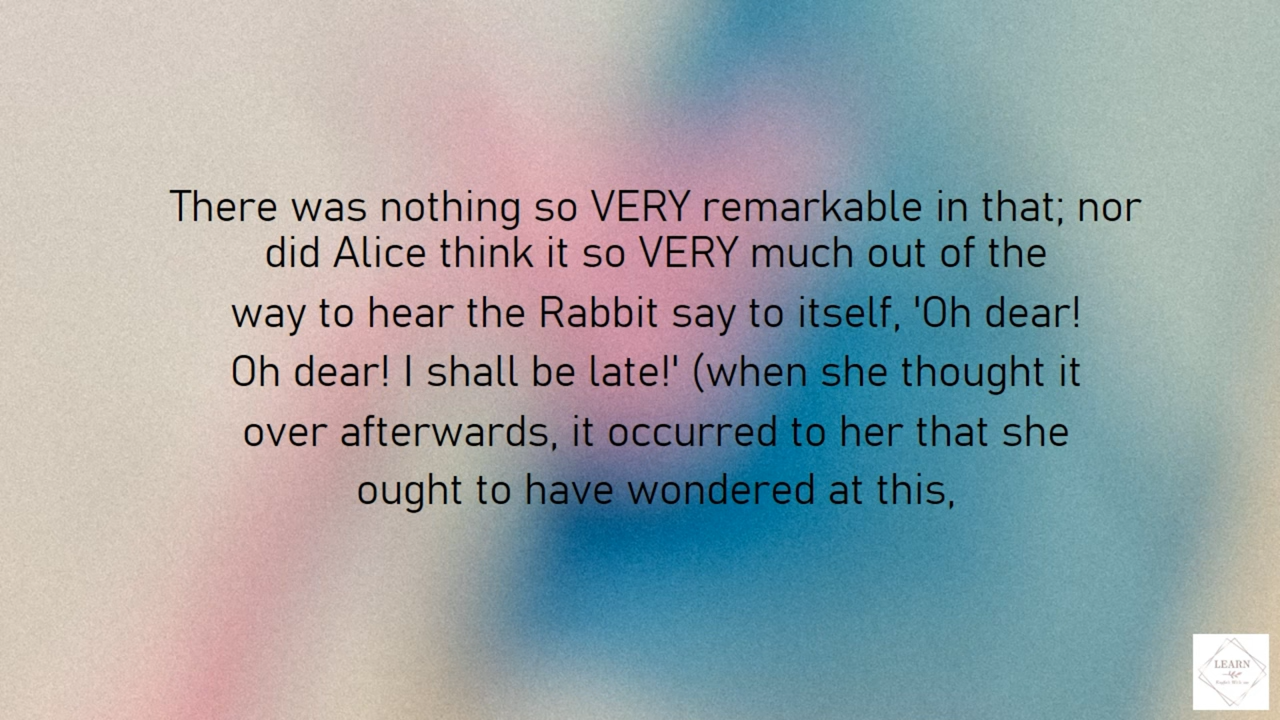 There was nothing so VERY remarkable in that; nor
did Alice think it so VERY much out of the
way to hear the Rabbit say to itself, 'Oh dear!
Oh dear! I shall be late!' (when she thought it
over afterwards, it occurred to her that she
ought to have wondered at this,
LEARN